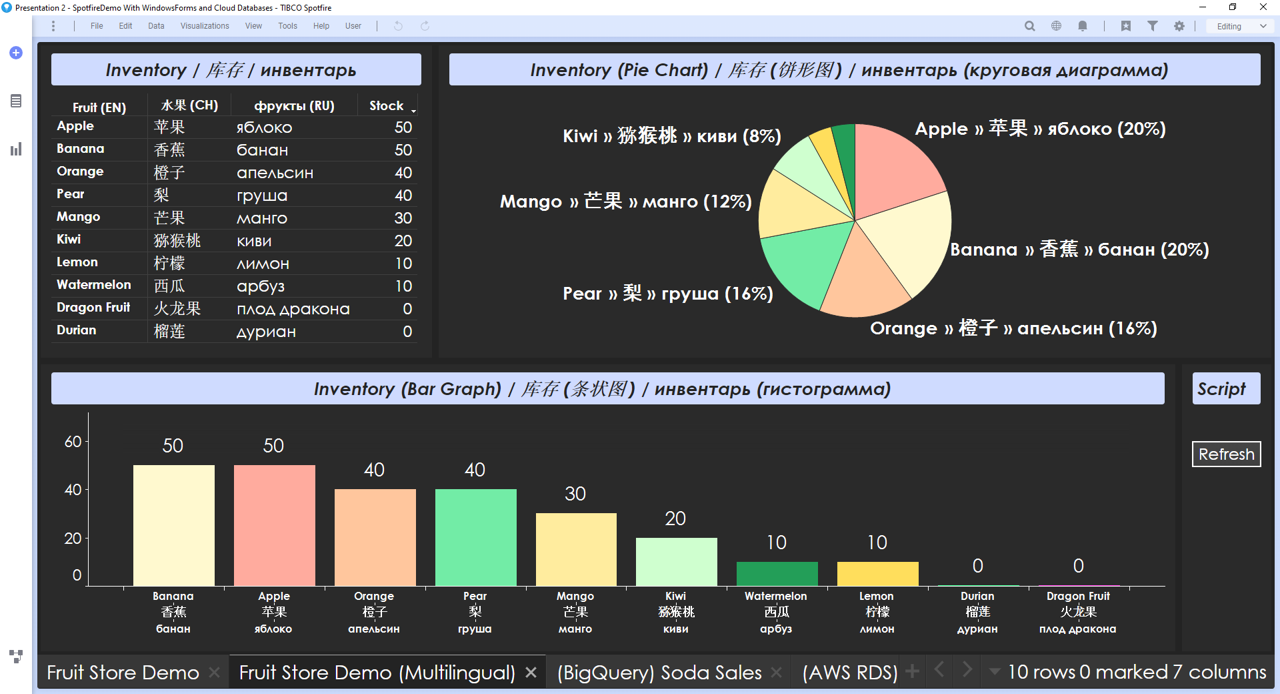 Presentation 2 - SpotfireDemo With WindowsForms and Cloud Databases - TIBCO Spotfire
File Edit Data Visualizations View Tools Help User
Editing
Inventory / 库存 / инвентарь
Fruit (EN) 水果 (CH) фрукты (RU) Stock
Apple 苹果 яблоко 50
Banana 香蕉 банан 50
Orange 橙子 апельсин 40
Pear 梨 груша 40
Mango 芒果 манго 30
Kiwi 猕猴桃 киви 20
Lemon 柠檬 лимон 10
Watermelon 西瓜 арбуз 10
Dragon Fruit 火龙果 плод дракона 0
Durian 榴莲 дуриан 0
Inventory (Pie Chart) / 库存 (饼形图) / инвентарь (круговая диаграмма)
Kiwi » 猕猴桃 » киви (8%)
Apple » 苹果 » яблоко (20%)
Mango » 芒果 » манго (12%)
Banana » 香蕉 » банан (20%)
Pear » 梨 » груша (16%)
Orange » 橙子 » апельсин (16%)
Inventory (Bar Graph) / 库存 (条状图) / инвентарь (гистограмма)
60
40
20
0
50 50 40 40 30 20 10 10 0 0
Banana Apple Orange Pear Mango Kiwi Watermelon Lemon Durian Dragon Fruit
香蕉 苹果 橙子 梨 芒果 猕猴桃 西瓜 柠檬 榴莲 火龙果
банан яблоко апельсин груша манго киви арбуз лимон дуриан плод дракона
Script
Refresh
Fruit Store Demo Fruit Store Demo (Multilingual) (BigQuery) Soda Sales (AWS RDS) 10 rows 0 marked 7 columns